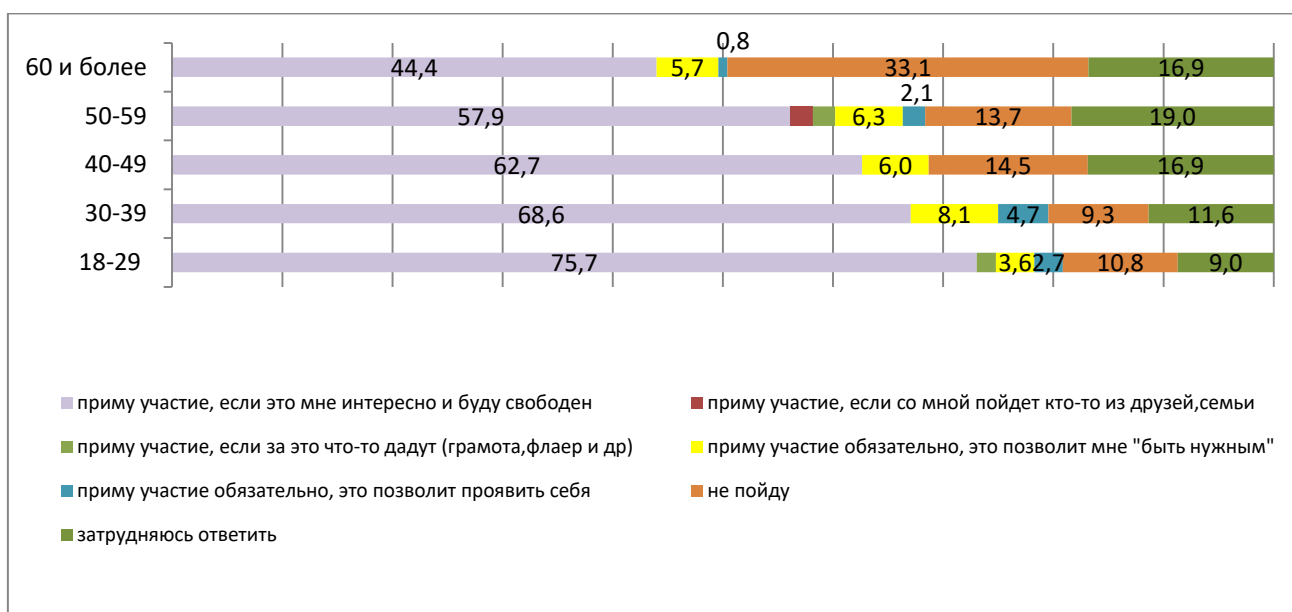 0,8
60 и более 44,4 5,7 33,1 16,9
2,1
50-59 57,9 6,3 13,7 19,0
40-49 62,7 6,0 14,5 16,9
30-39 68,6 8,1 4,7 9,3 11,6
18-29 75,7 3,6 2,7 10,8 9,0
приму участие, если это мне интересно и буду свободен
приму участие, если со мной пойдет кто-то из друзей,семьи
приму участие, если за это что-то дадут (грамота,флаер и др)
приму участие обязательно, это позволит мне "быть нужным"
приму участие обязательно, это позволит проявить себя
не пойду
затрудняюсь ответить